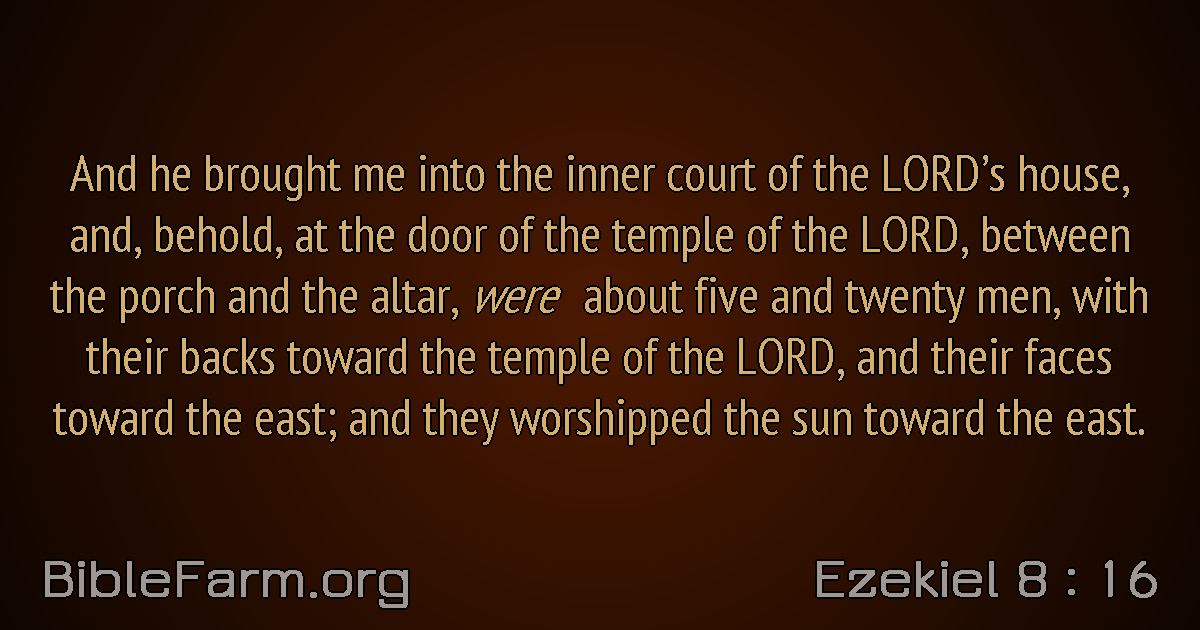 And he brought me into the inner court of the LORD’s house,
and, behold, at the door of the temple of the LORD, between
the porch and the altar, were about five and twenty men, with
their backs toward the temple of the LORD, and their faces
toward the east; and they worshipped the sun toward the east.
BibleFarm.org
Ezekiel 8 : 16